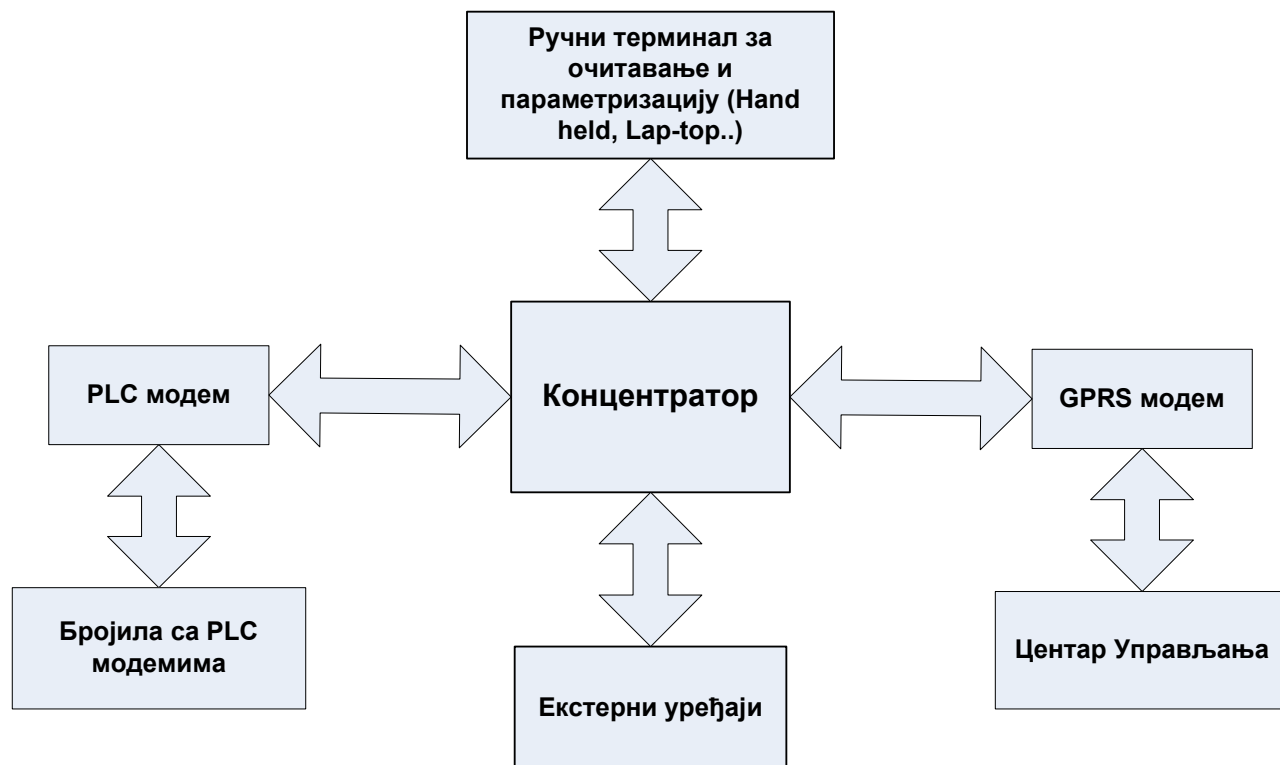 Ручни терминал за
очитавање и
параметризацију (Hand
held, Lap-top..)
PLC модем
Концентратор
GPRS модем
Бројила са PLC
модемима
Екстерни уређаји
Центар Управљања